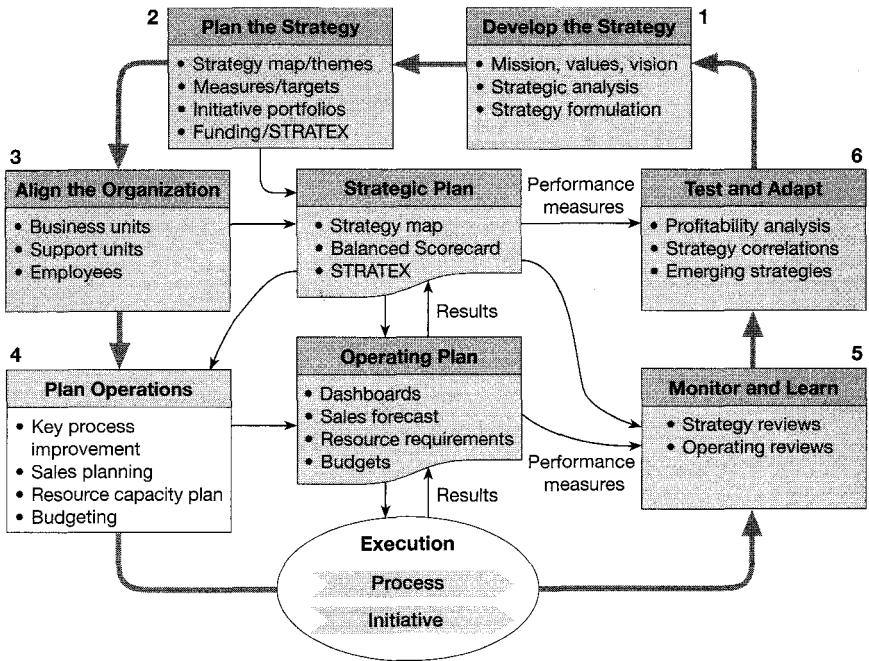 2
Plan the Strategy
• Strategy map/themes
• Measures/targets
• Initiative portfolios
• Funding/STRATEX
Develop the Strategy
1
• Mission, values, vision
• Strategic analysis
• Strategy formulation
3
Align the Organization
• Business units
• Support units
• Employees
Strategic Plan
• Strategy map
• Balanced Scorecard
• STRATEX
Performance
measures
6
Test and Adapt
• Profitability analysis
• Strategy correlations
• Emerging strategies
Results
4
Plan Operations
• Key process
improvement
• Sales planning
• Resource capacity plan
• Budgeting
Operating Plan
• Dashboards
• Sales forecast
• Resource requirements
• Budgets
Performance
measures
5
Monitor and Learn
• Strategy reviews
• Operating reviews
Results
Execution
Process
Initiative